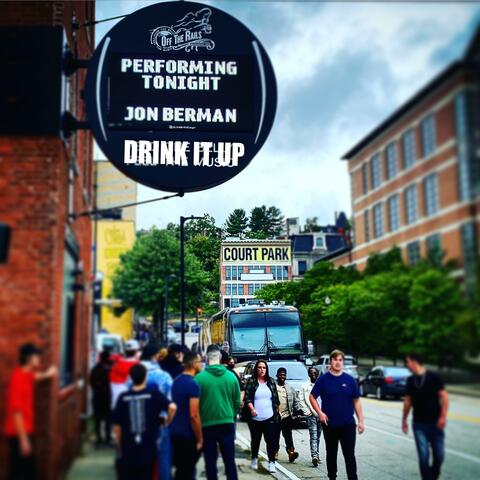 OFF THE RAILS
PERFORMING
TONIGHT
JON BERMAN
DRINK IT UP
COURT PARK